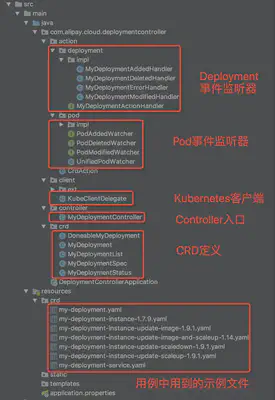 src
main
java
com.alipay.cloud.deploymentcontroller
action
deployment
impl
MyDeploymentAddedHandler
MyDeploymentDeletedHandler
MyDeploymentErrorHandler
MyDeploymentModifiedHandler
MyDeploymentActionHandler
Deployment
事件监听器
pod
impl
PodAddedWatcher
PodDeletedWatcher
PodModifiedWatcher
UnifiedPodWatcher
Pod事件监听器
CrdAction
client
ext
KubeClientDelegate
Kubernetes客户端
controller
MyDeploymentController
Controller入口
crd
DoneableMyDeployment
MyDeployment
MyDeploymentList
MyDeploymentSpec
MyDeploymentStatus
CRD定义
DeploymentControllerApplication
resources
crd
my-deployment.yaml
my-deployment-instance-1.7.9.yaml
my-deployment-instance-update-image-1.9.1.yaml
my-deployment-instance-update-image-and-scaleup-1.14.yaml
my-deployment-instance-update-scaledown-1.9.1.yaml
my-deployment-instance-update-scaleup-1.9.1.yaml
my-deployment-service.yaml
static
templates
application.properties
用例中用到的示例文件